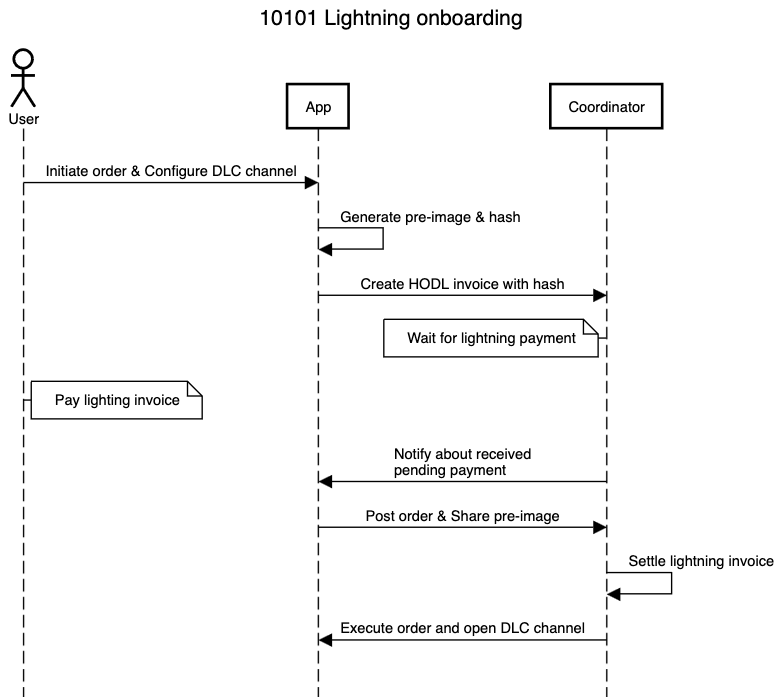 10101 Lightning onboarding
User
App
Coordinator
Initiate order & Configure DLC channel
Generate pre-image & hash
Create HODL invoice with hash
Wait for lightning payment
Pay lighting invoice
Notify about received
pending payment
Post order & Share pre-image
Settle lightning invoice
Execute order and open DLC channel